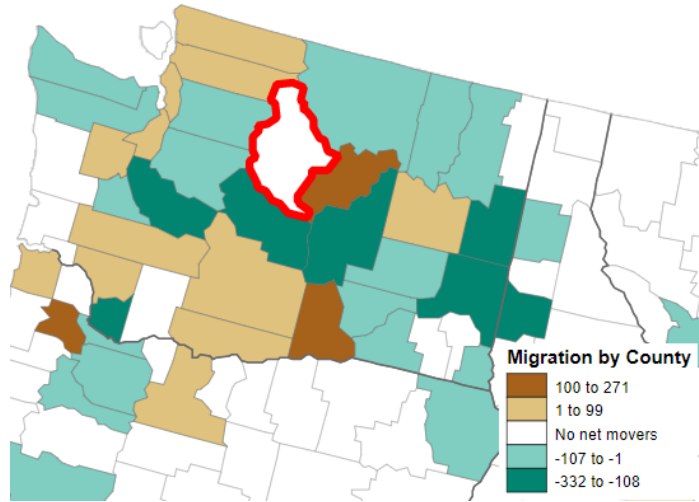 Migration by County
100 to 271
1 to 99
No net movers
-107 to -1
-332 to -108